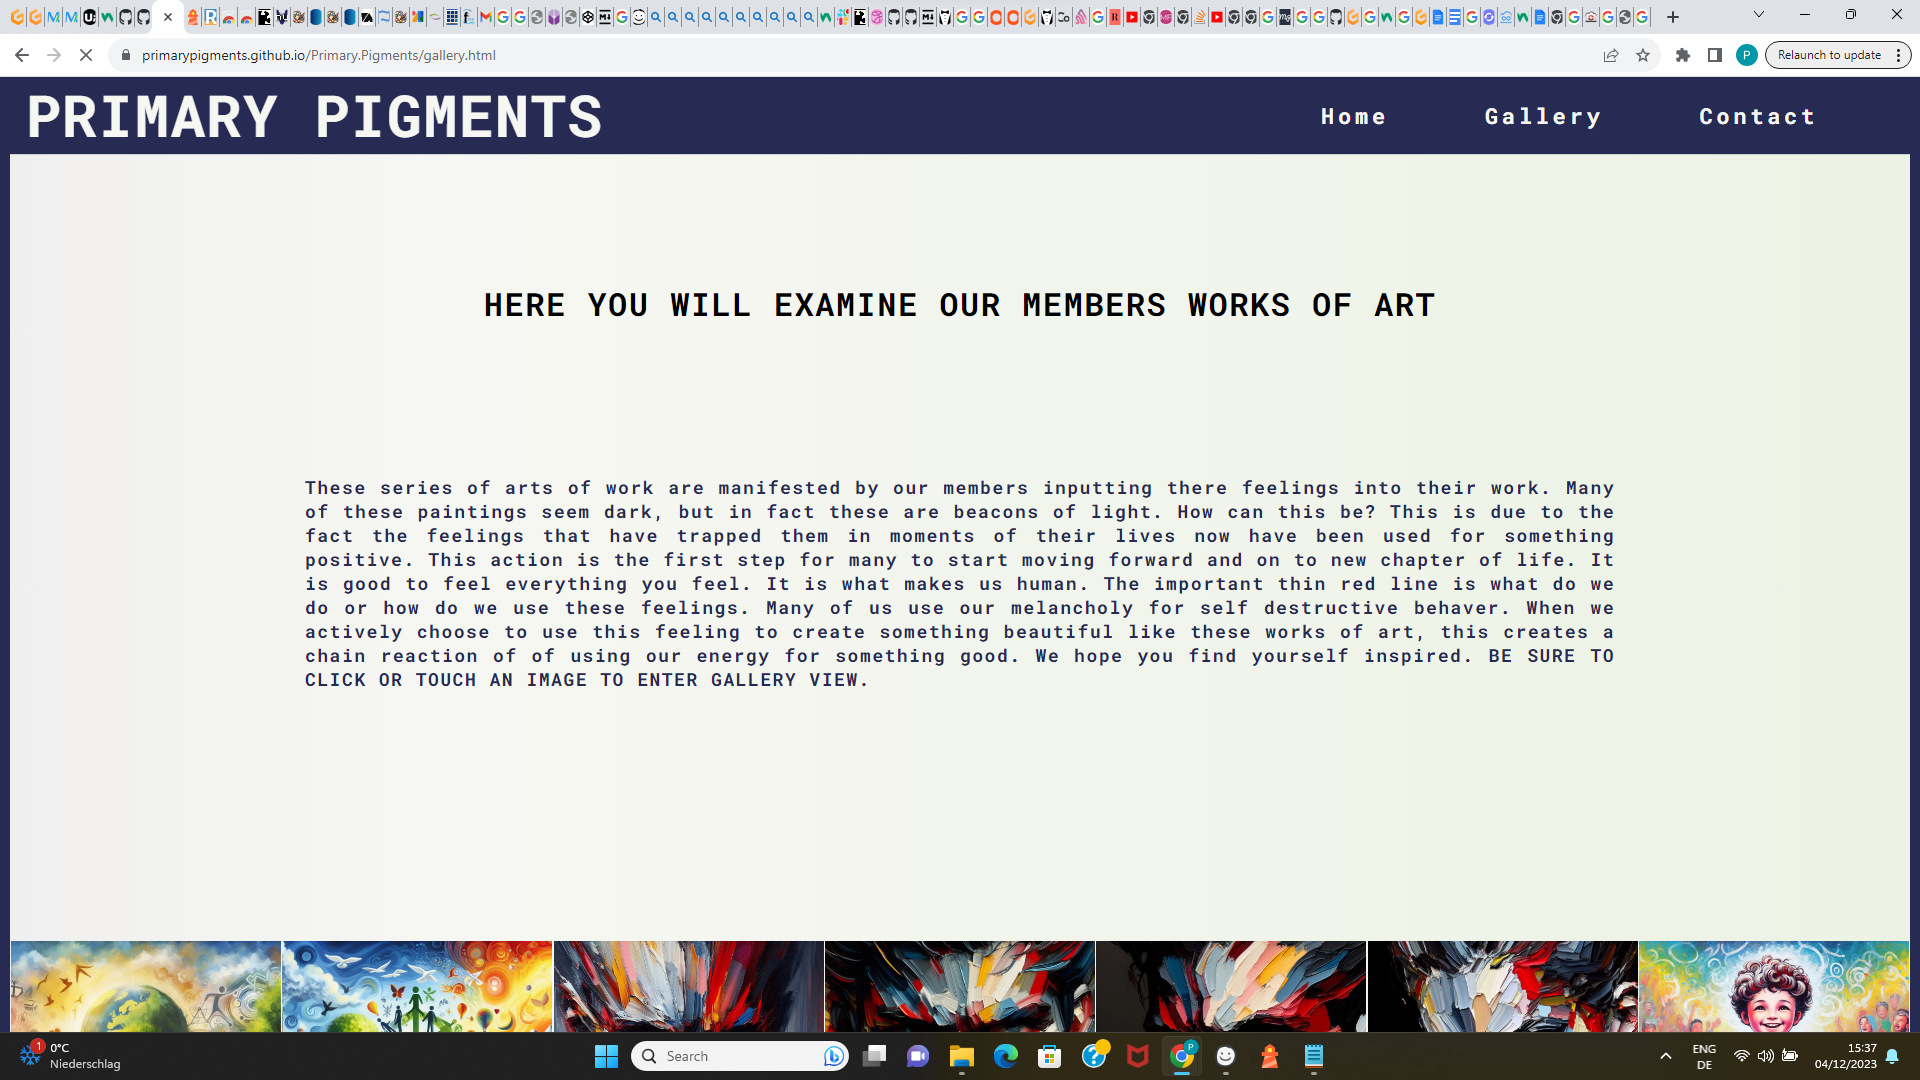 primarypigments.github.io/Primary.Pigments/gallery.html
P
Relaunch to update
PRIMARY PIGMENTS
Home
Gallery
Contact
HERE YOU WILL EXAMINE OUR MEMBERS WORKS OF ART
These series of arts of work are manifested by our members inputting there feelings into their work. Many
of these paintings seem dark, but in fact these are beacons of light. How can this be? This is due to the
fact the feelings that have trapped them in moments of their lives now have been used for something
positive. This action is the first step for many to start moving forward and on to new chapter of life. It
is good to feel everything you feel. It is what makes us human. The important thin red line is what do we
do or how do we use these feelings. Many of us use our melancholy for self destructive behaver. When we
actively choose to use this feeling to create something beautiful like these works of art, this creates a
chain reaction of of using our energy for something good. We hope you find yourself inspired. BE SURE TO
CLICK OR TOUCH AN IMAGE TO ENTER GALLERY VIEW.
1
0°C
Niederschlag
Search
ENG
DE
15:37
04/12/2023